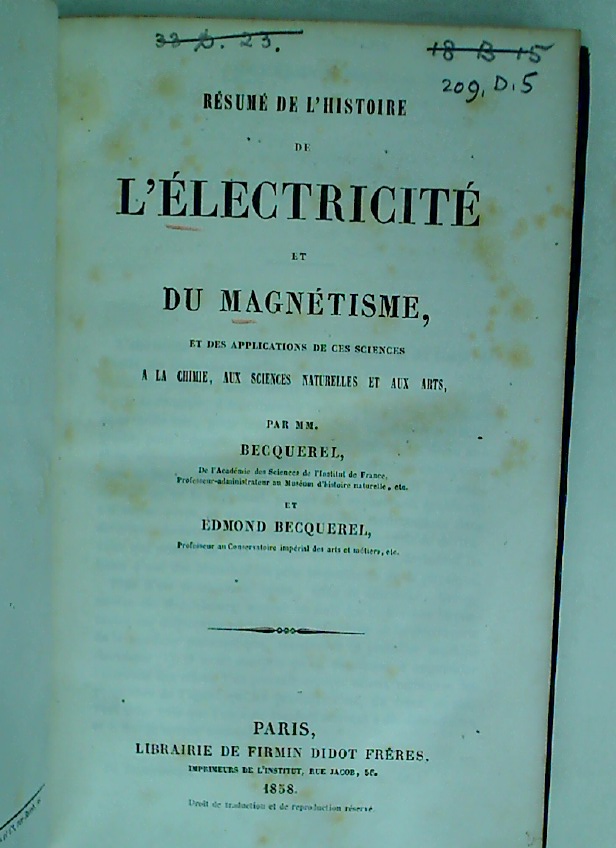 33 D. 23.
18 B 15
209, D. 5
RÉSUMÉ DE L'HISTOIRE
DE
L'ÉLECTRICITÉ
ET
DU MAGNÉTISME,
ET DES APPLICATIONS DE CES SCIENCES
A LA CHIMIE, AUX SCIENCES NATURELLES ET AUX ARTS,
PAR MM.
BECQUEREL,
De l'Académie des Sciences de l'Institut de France,
Professeur-administrateur au Muséum d'histoire naturelle, etc.
ET
EDMOND BECQUEREL,
Professeur au Conservatoire impérial des arts et métiers, etc.
PARIS,
LIBRAIRIE DE FIRMIN DIDOT FRÈRES,
IMPRIMEURS DE L'INSTITUT, RUE JACOB, 56.
1858.
Droit de traduction et de reproduction réservé.